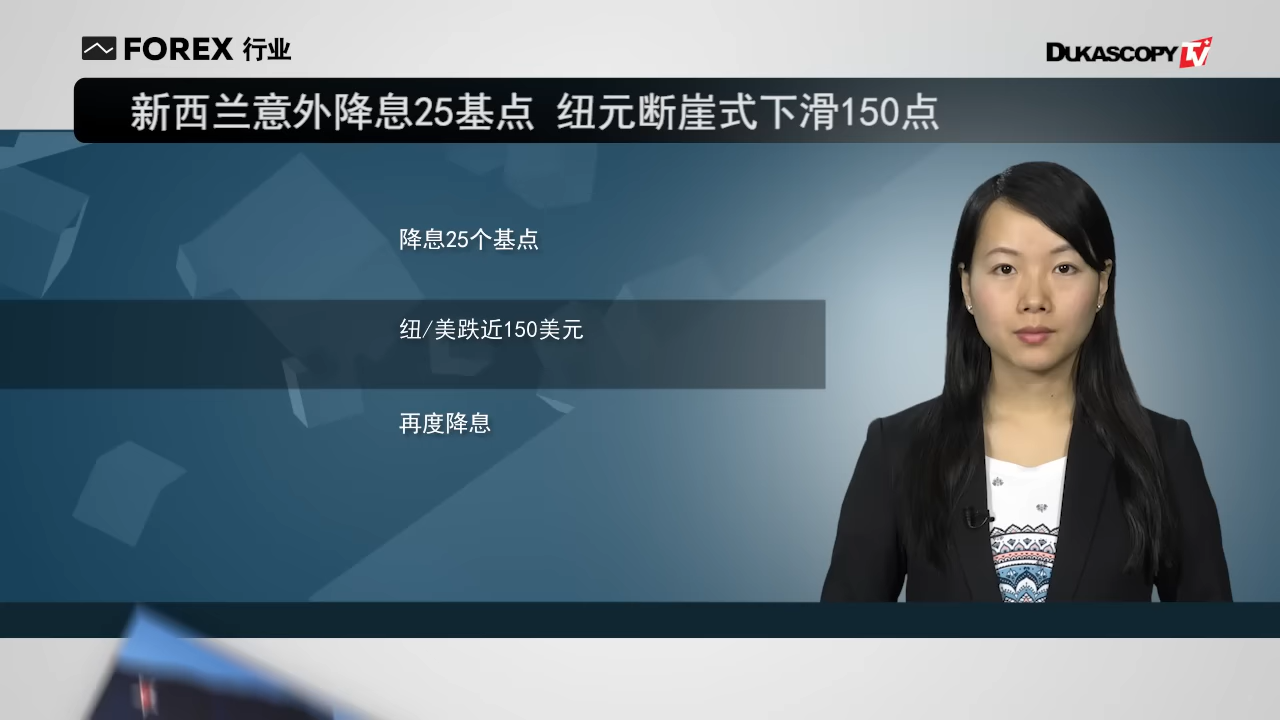 FOREX 行业
DUKASCOPY TV
新西兰意外降息25基点 纽元断崖式下滑150点
降息25个基点
纽/美跌近150美元
再度降息